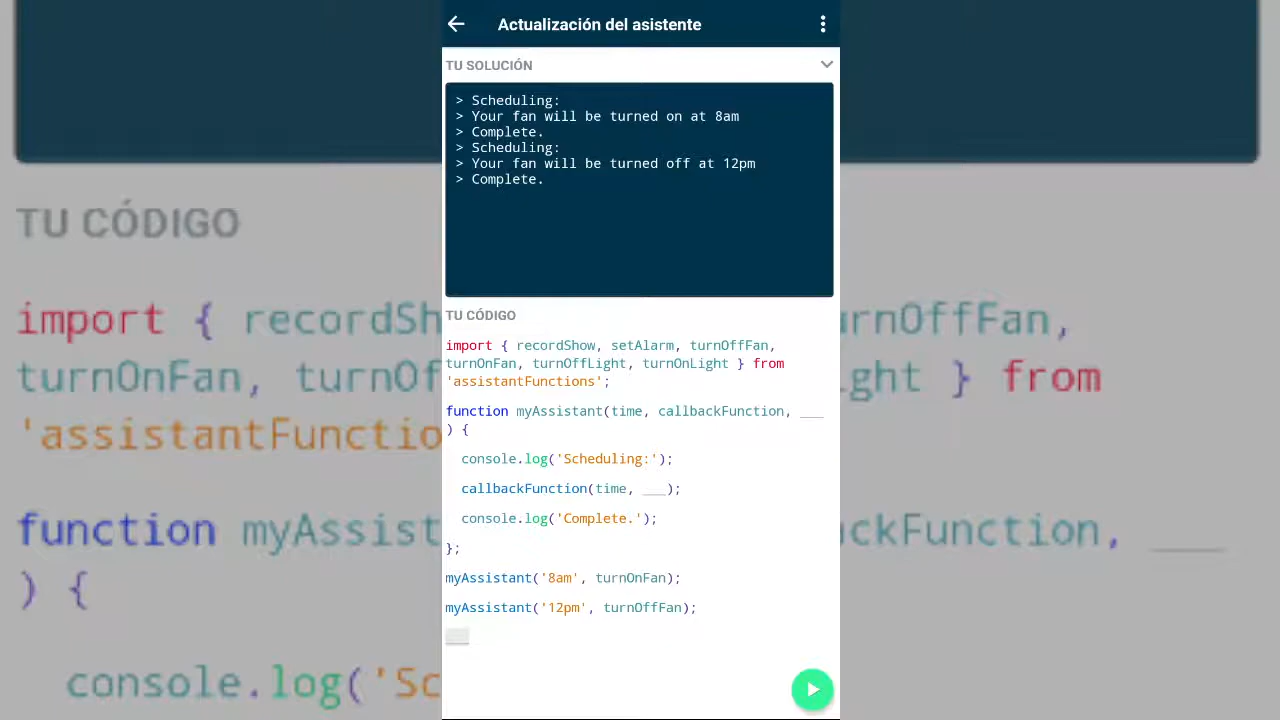 Actualización del asistente
TU SOLUCIÓN
> Scheduling:
> Your fan will be turned on at 8am
> Complete.
> Scheduling:
> Your fan will be turned off at 12pm
> Complete.
TU CÓDIGO
import { recordShow, setAlarm, turnOffFan,
turnOnFan, turnOffLight, turnOnLight } from
'assistantFunctions';
function myAssistant(time, callbackFunction, ___
) {
console.log('Scheduling:');
callbackFunction(time, ___);
console.log('Complete.');
};
myAssistant('8am', turnOnFan);
myAssistant('12pm', turnOffFan);
___
TU CÓDIGO
import { recordSh
turnOnFan, turnOf
'assistantFunctio
function myAssist
) {
console.log('Sc
urnOffFan,
ght } from
ckFunction, ___